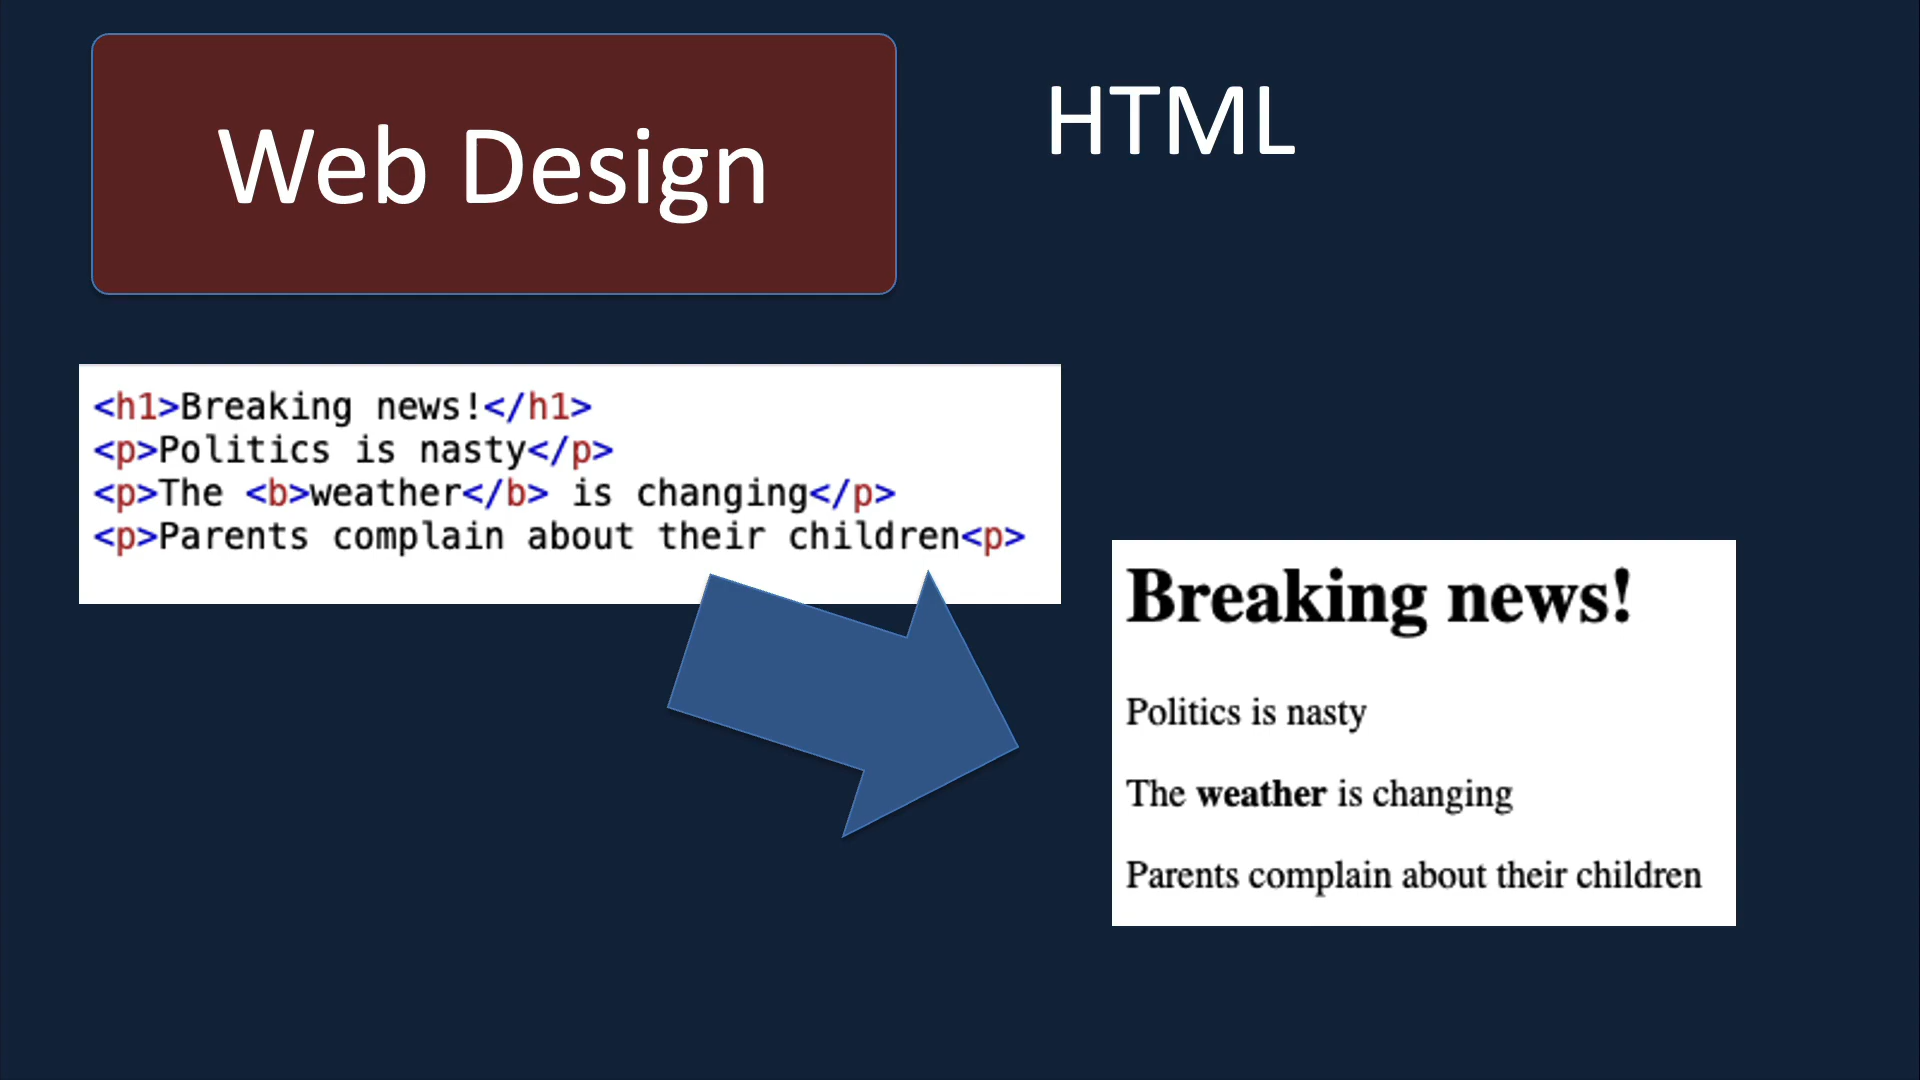 Web Design
HTML
<h1>Breaking news!</h1>
<p>Politics is nasty</p>
<p>The <b>weather</b> is changing</p>
<p>Parents complain about their children<p>
Breaking news!
Politics is nasty
The weather is changing
Parents complain about their children